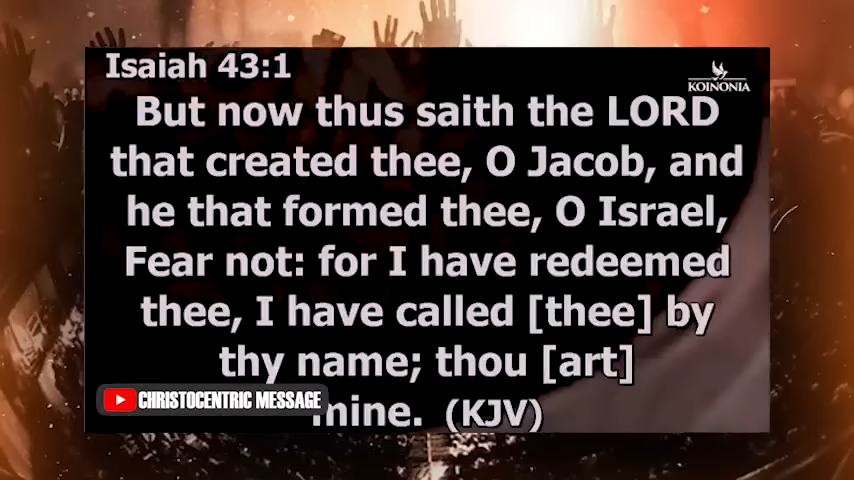 Isaiah 43:1
KOINONIA
But now thus saith the LORD
that created thee, O Jacob, and
he that formed thee, O Israel,
Fear not: for I have redeemed
thee, I have called [thee] by
thy name; thou [art]
mine. (KJV)
CHRISTOCENTRIC MESSAGE